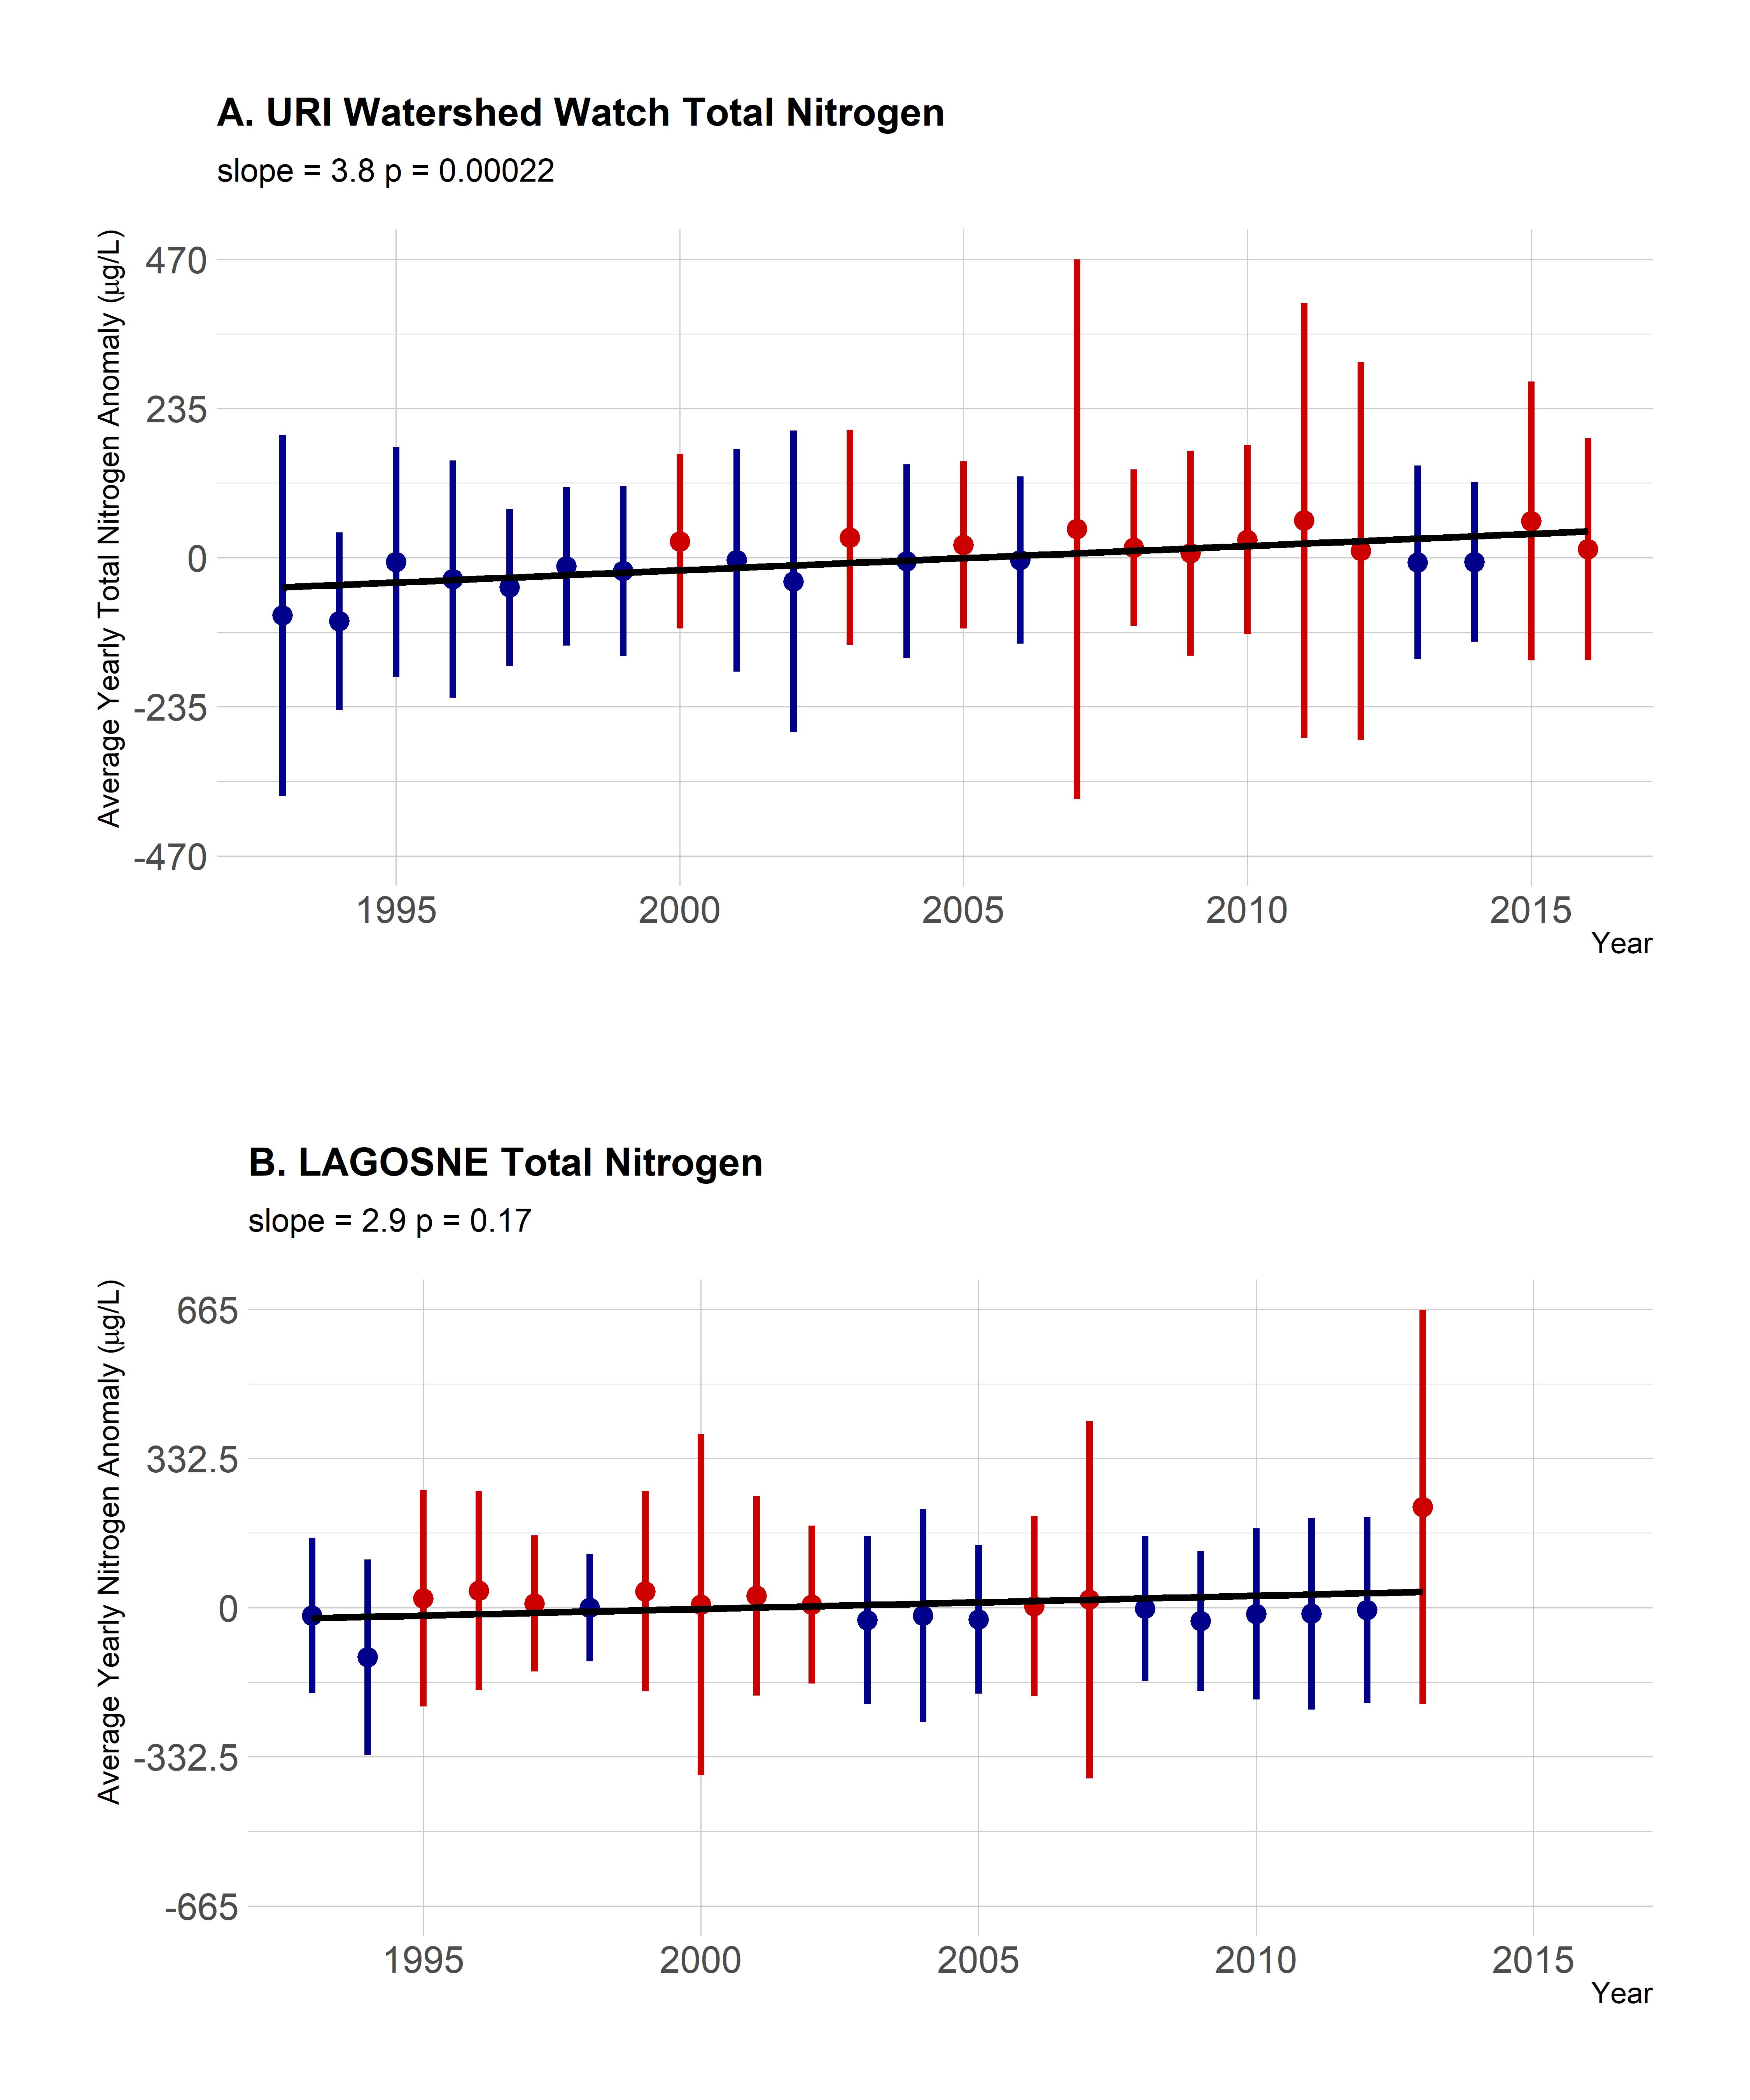 A. URI Watershed Watch Total Nitrogen
slope = 3.8 p = 0.00022
Average Yearly Total Nitrogen Anomaly (μg/L)
470
235
0
-235
-470
1995 2000 2005 2010 2015
Year
B. LAGOSNE Total Nitrogen
slope = 2.9 p = 0.17
Average Yearly Nitrogen Anomaly (μg/L)
665
332.5
0
-332.5
-665
1995 2000 2005 2010 2015
Year